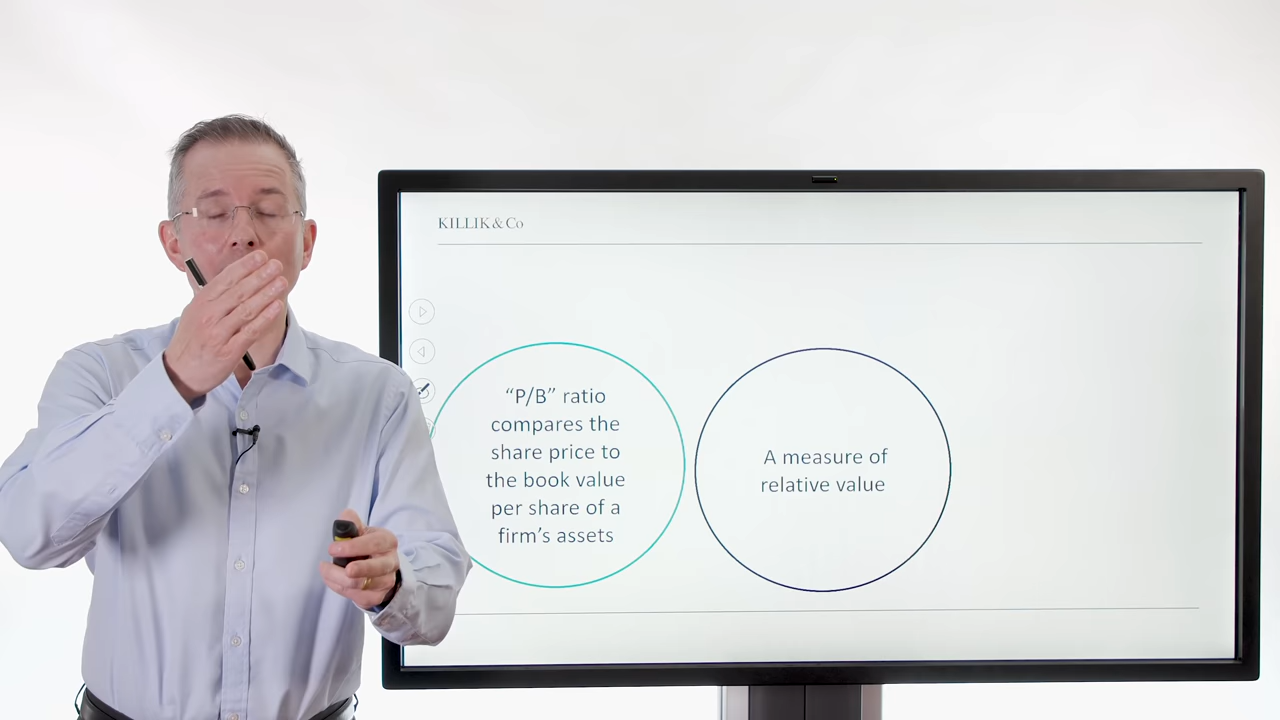 KILLIK & Co
“P/B” ratio
compares the
share price to
the book value
per share of a
firm’s assets
A measure of
relative value